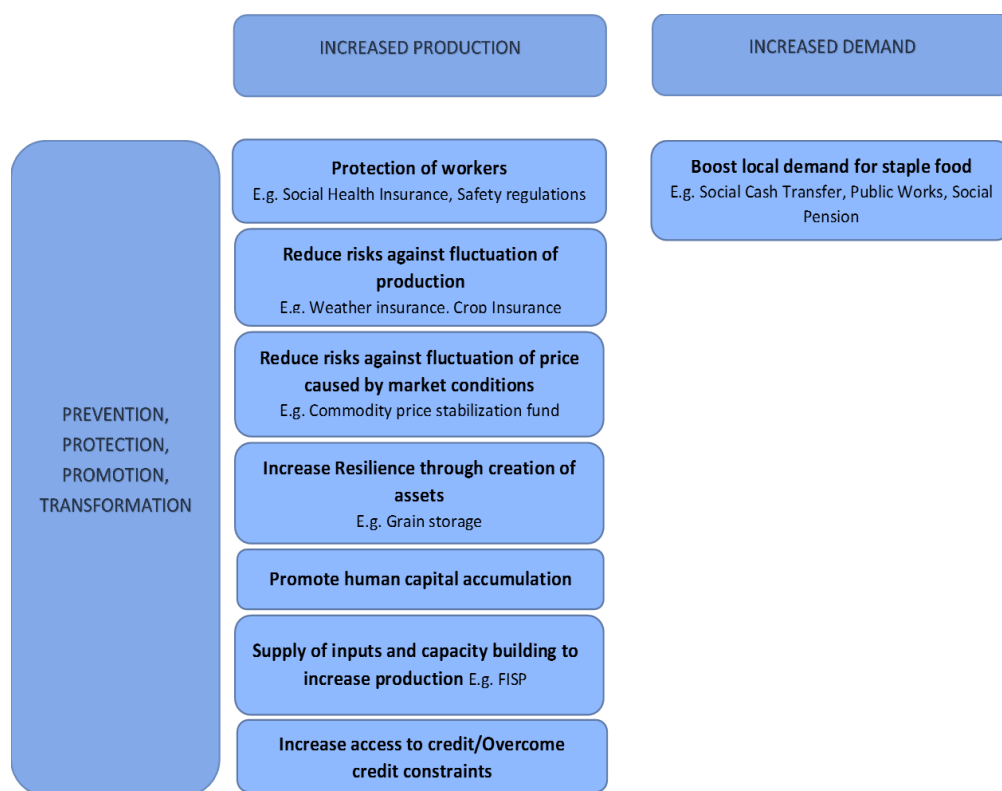 INCREASED PRODUCTION
INCREASED DEMAND
PREVENTION,
PROTECTION,
PROMOTION,
TRANSFORMATION
Protection of workers
E.g. Social Health Insurance, Safety regulations
Reduce risks against fluctuation of
production
E.g. Weather insurance. Crop Insurance
Reduce risks against fluctuation of price
caused by market conditions
E.g. Commodity price stabilization fund
Increase Resilience through creation of
assets
E.g. Grain storage
Promote human capital accumulation
Supply of inputs and capacity building to
increase production E.g. FISP
Increase access to credit/Overcome
credit constraints
Boost local demand for staple food
E.g. Social Cash Transfer, Public Works, Social
Pension